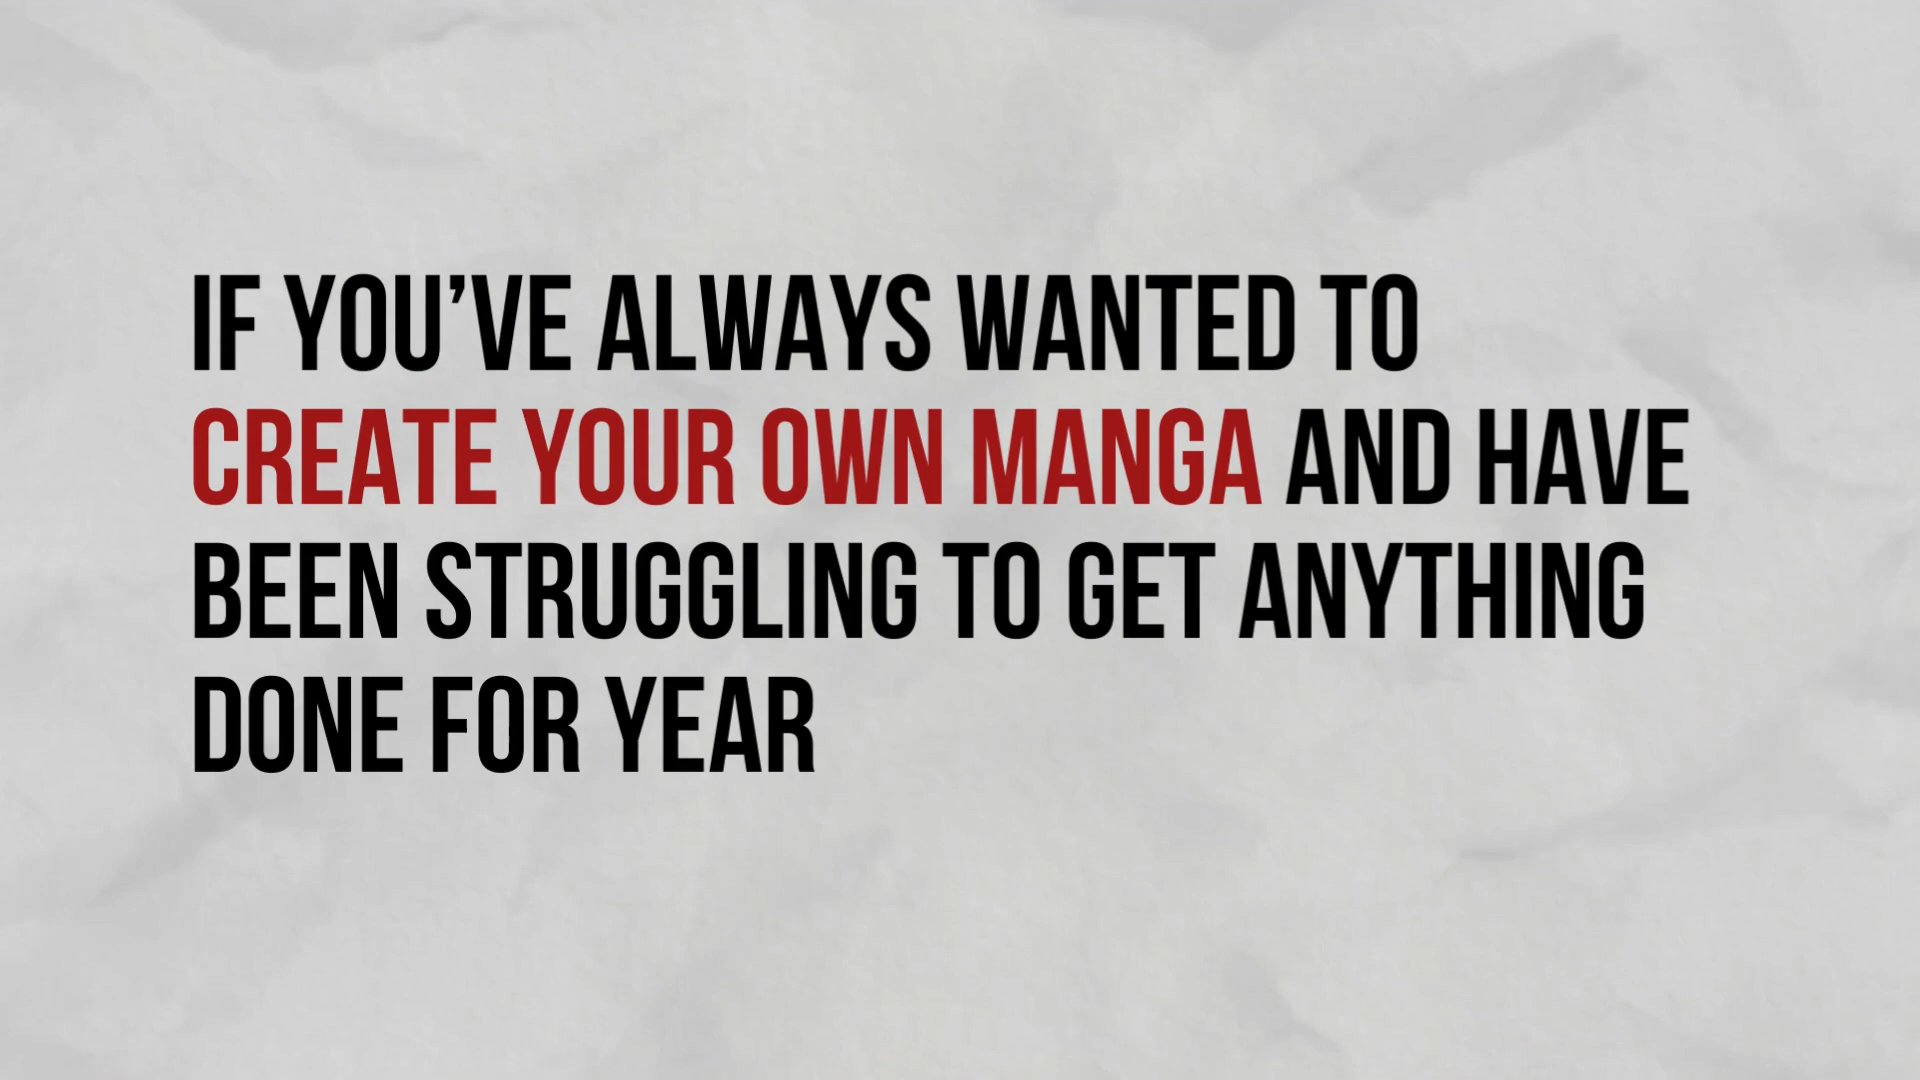 IF YOU’VE ALWAYS WANTED TO
CREATE YOUR OWN MANGA AND HAVE
BEEN STRUGGLING TO GET ANYTHING
DONE FOR YEAR